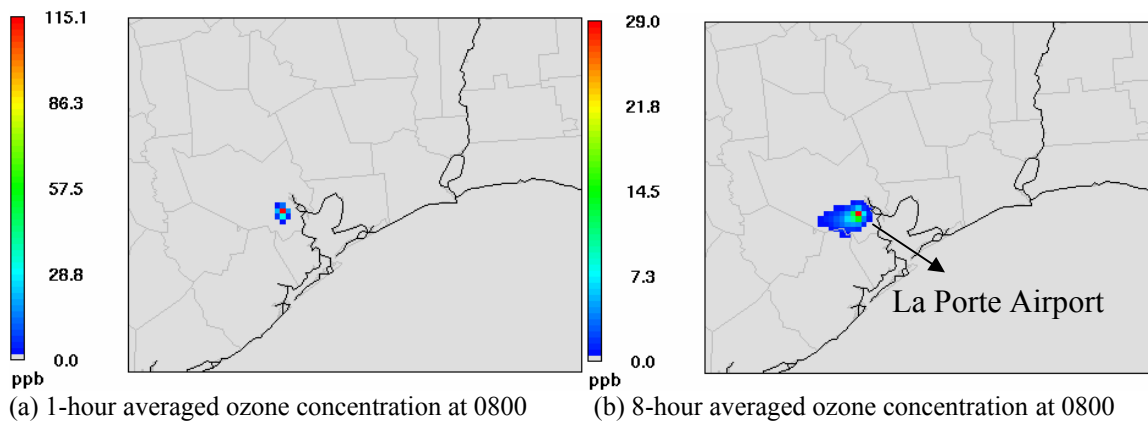 115.1
86.3
57.5
28.8
0.0
ppb
29.0
21.8
14.5
7.3
0.0
ppb
La Porte Airport
(a) 1-hour averaged ozone concentration at 0800
(b) 8-hour averaged ozone concentration at 0800